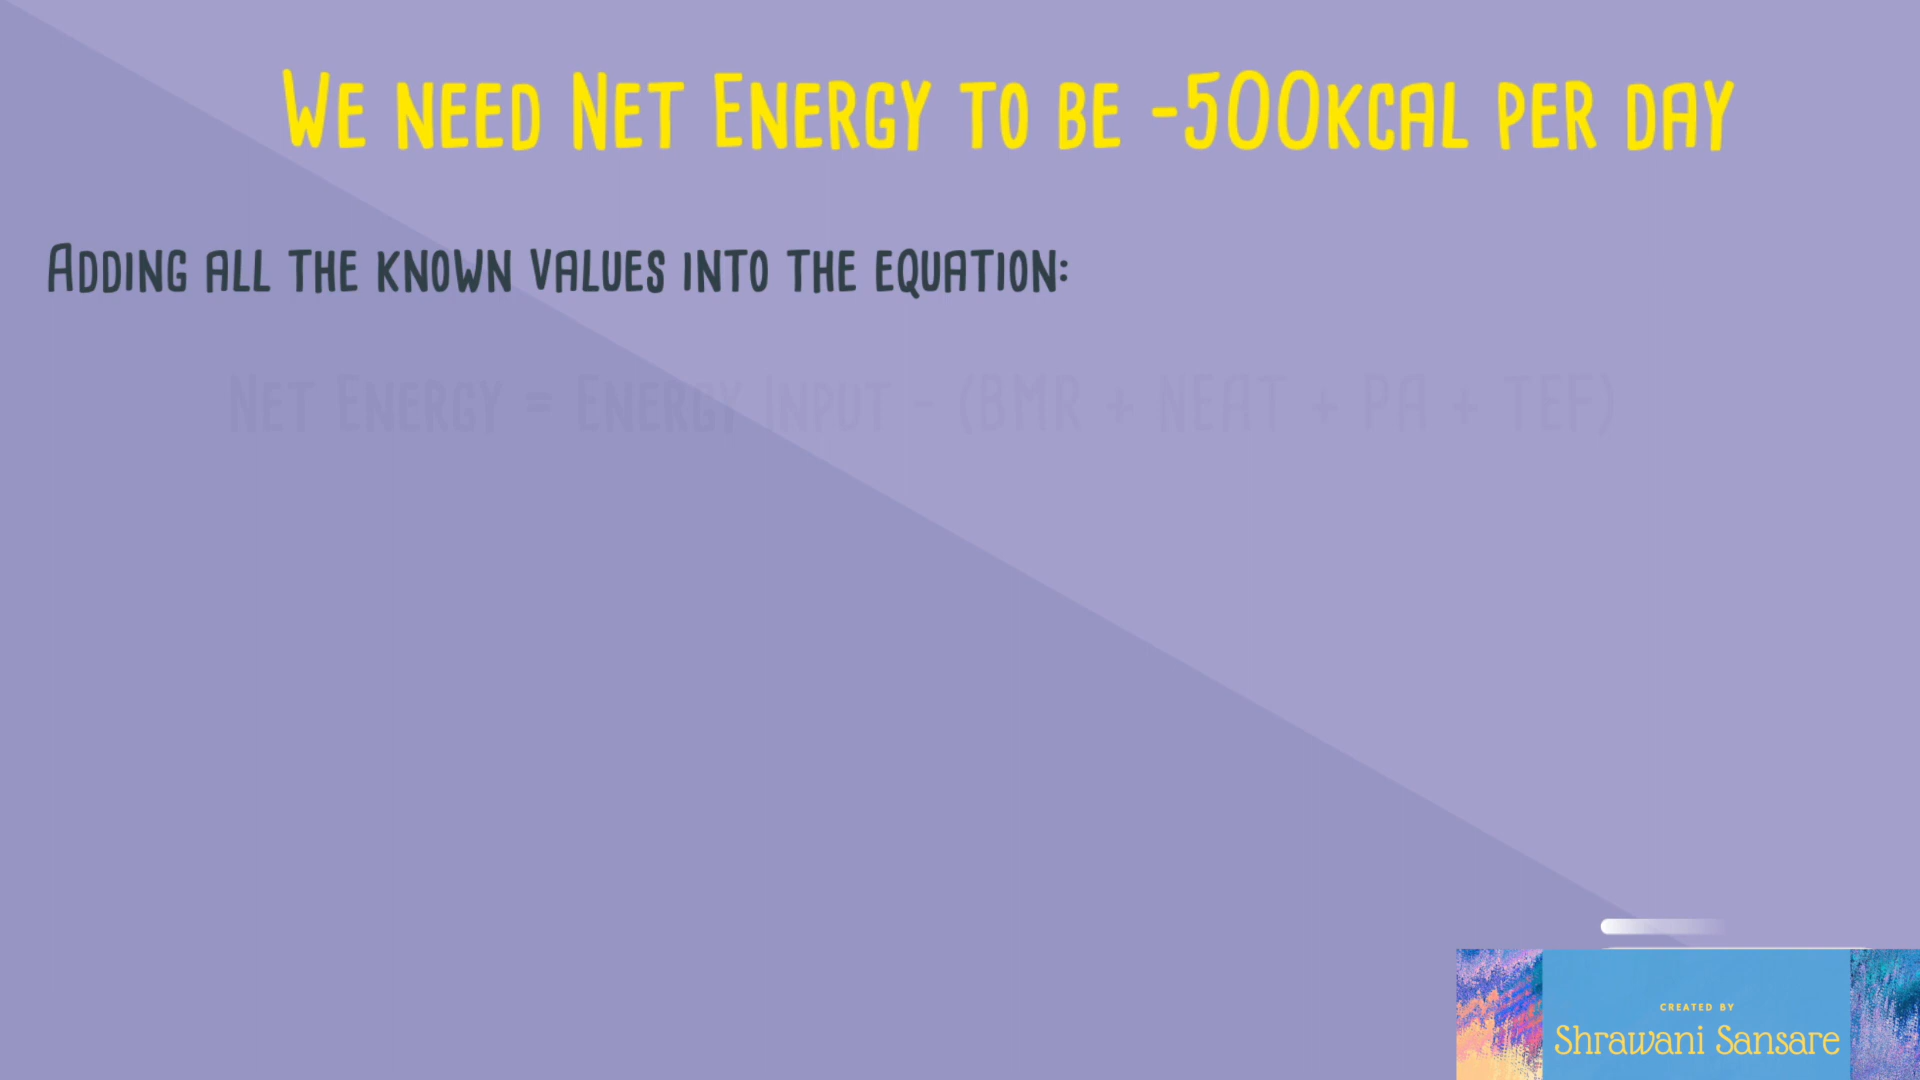 We need Net Energy to be -500kcal per day
Adding all the known values into the equation:
Net Energy = Energy Input - (BMR + NEAT + PA + TEF)
CREATED BY
Shrawani Sansare